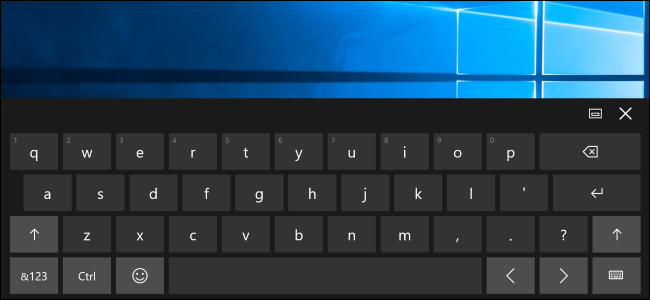 1 q 2 w 3 e 4 r 5 t 6 y 7 u 8 i 9 o 0 p
a s d f g h j k l '
z x c v b n m , . ?
&123 Ctrl